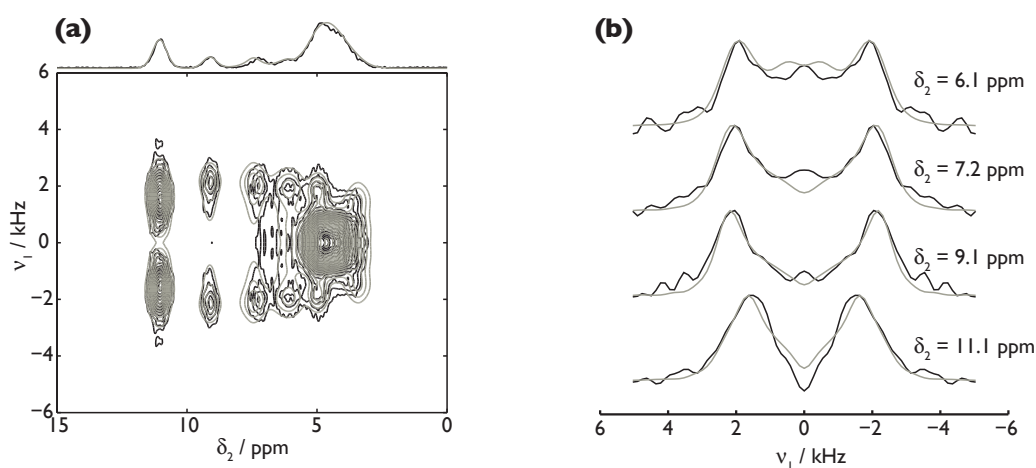 (a)
6
4
2
0
−2
−4
−6
ν₁ / kHz
15
10
5
0
δ₂ / ppm
(b)
δ₂ = 6.1 ppm
δ₂ = 7.2 ppm
δ₂ = 9.1 ppm
δ₂ = 11.1 ppm
6
4
2
0
-2
-4
-6
ν₁ / kHz